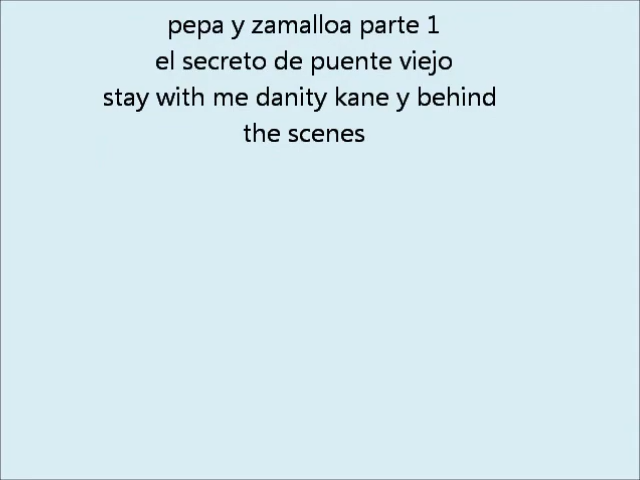 pepa y zamalloa parte 1
el secreto de puente viejo
stay with me danity kane y behind
the scenes